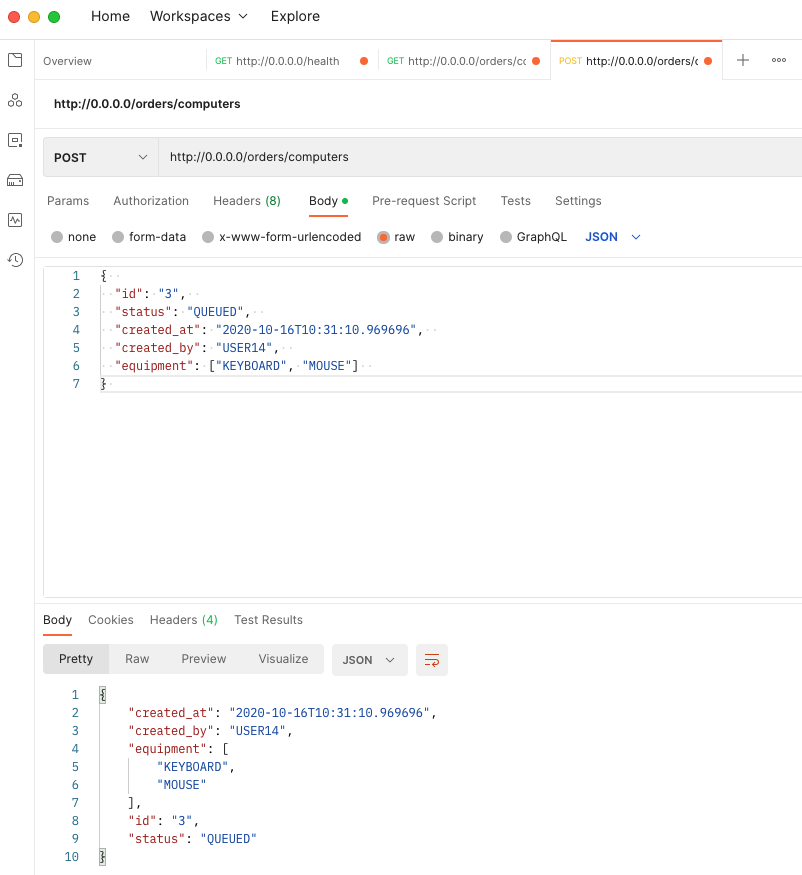 Home Workspaces Explore
Overview GET http://0.0.0.0/health GET http://0.0.0.0/orders/cc POST http://0.0.0.0/orders/c
http://0.0.0.0/orders/computers
POST http://0.0.0.0/orders/computers
Params Authorization Headers (8) Body Pre-request Script Tests Settings
none form-data x-www-form-urlencoded raw binary GraphQL JSON
1 {
2 "id": "3",
3 "status": "QUEUED",
4 "created_at": "2020-10-16T10:31:10.969696",
5 "created_by": "USER14",
6 "equipment": ["KEYBOARD", "MOUSE"]
7 }
Body Cookies Headers (4) Test Results
Pretty Raw Preview Visualize JSON
1 {
2 "created_at": "2020-10-16T10:31:10.969696",
3 "created_by": "USER14",
4 "equipment": [
5 "KEYBOARD",
6 "MOUSE"
7 ],
8 "id": "3",
9 "status": "QUEUED"
10 }